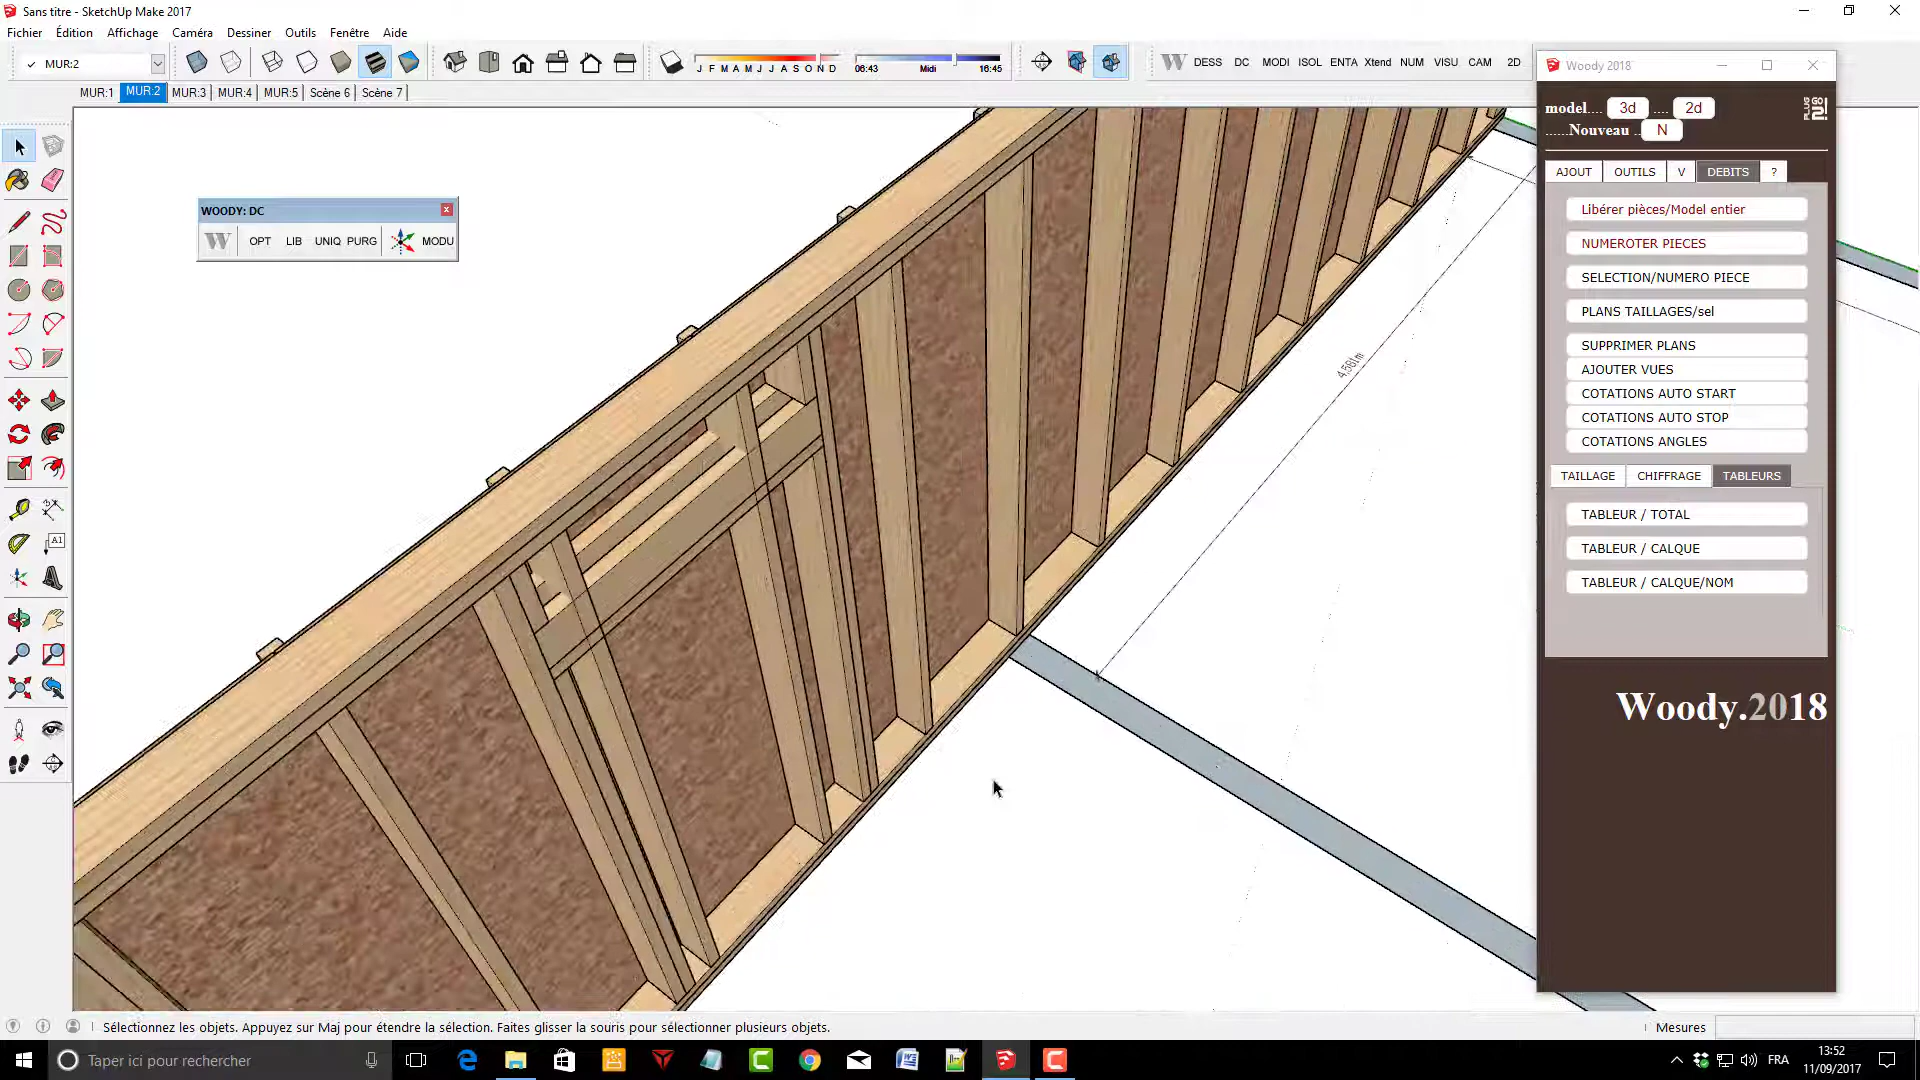 Sans titre - SketchUp Make 2017
Fichier Édition Affichage Caméra Dessiner Outils Fenêtre Aide
MUR:2
J F M A M J J A S O N D
06:43 Midi 16:45
DESS DC MODI ISOL ENTA Xtend NUM VISU CAM 2D
MUR:1 MUR:2 MUR:3 MUR:4 MUR:5 Scène 6 Scène 7
WOODY: DC
W OPT LIB UNIQ PURG MODU
4,581m
A1
Woody 2018
model.... 3d .... 2d
......Nouveau .. N
PLUG IN!
AJOUT OUTILS V DEBITS ?
Libérer pièces/Model entier
NUMEROTER PIECES
SELECTION/NUMERO PIECE
PLANS TAILLAGES/sel
SUPPRIMER PLANS
AJOUTER VUES
COTATIONS AUTO START
COTATIONS AUTO STOP
COTATIONS ANGLES
TAILLAGE CHIFFRAGE TABLEURS
TABLEUR / TOTAL
TABLEUR / CALQUE
TABLEUR / CALQUE/NOM
Woody.2018
Sélectionnez les objets. Appuyez sur Maj pour étendre la sélection. Faites glisser la souris pour sélectionner plusieurs objets.
Mesures
Taper ici pour rechercher
FRA
13:52
11/09/2017